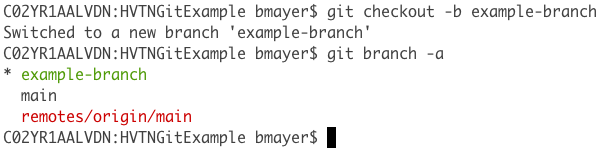 C02YR1AALVDN:HVTNGitExample bmayer$ git checkout -b example-branch
Switched to a new branch 'example-branch'
C02YR1AALVDN:HVTNGitExample bmayer$ git branch -a
* example-branch
  main
  remotes/origin/main
C02YR1AALVDN:HVTNGitExample bmayer$